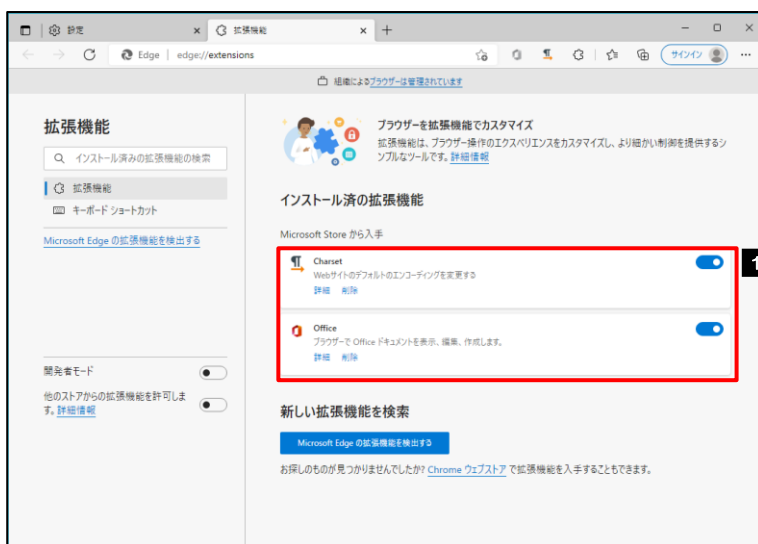 設定
拡張機能
Edge | edge://extensions
サインイン
組織によるブラウザーは管理されています
拡張機能
インストール済みの拡張機能の検索
拡張機能
キーボード ショートカット
Microsoft Edge の拡張機能を検出する
開発者モード
他のストアからの拡張機能を許可しま
す。詳細情報
ブラウザーを拡張機能でカスタマイズ
拡張機能は、ブラウザー操作のエクスペリエンスをカスタマイズし、より細かい制御を提供するシ
ンプルなツールです。詳細情報
インストール済の拡張機能
Microsoft Store から入手
Charset
Webサイトのデフォルトのエンコーディングを変更する
詳細 削除
1
Office
ブラウザーで Office ドキュメントを表示、編集、作成します。
詳細 削除
新しい拡張機能を検索
Microsoft Edge の拡張機能を検出する
お探しのものが見つかりませんでしたか? Chrome ウェブストア で拡張機能を入手することもできます。